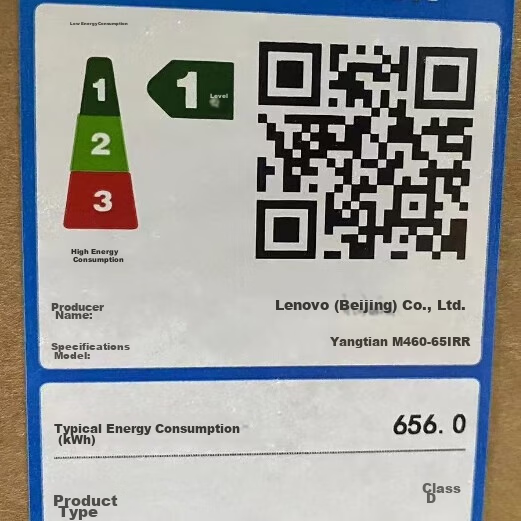 Low Energy Consumption
1
1 Level
2
3
High Energy
Consumption
Producer
Name:
Lenovo (Beijing) Co., Ltd.
Specifications
Model:
Yangtian M460-65IRR
Typical Energy Consumption
(kWh)
656.0
Product
Type
Class
D